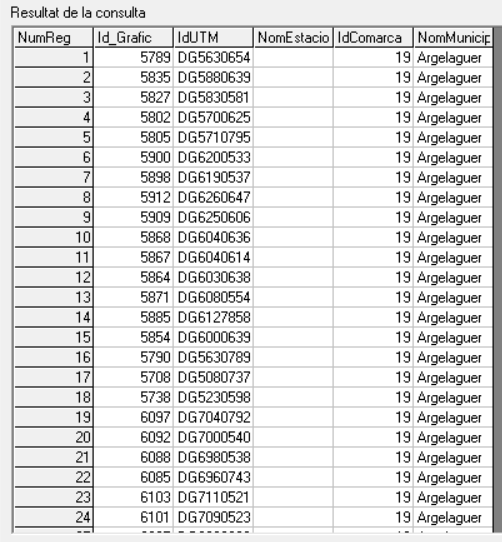 Resultat de la consulta
NumReg Id_Grafic IdUTM NomEstacio IdComarca NomMunicip
1 5789 DG5630654 19 Argelaguer
2 5835 DG5880639 19 Argelaguer
3 5827 DG5830581 19 Argelaguer
4 5802 DG5700625 19 Argelaguer
5 5805 DG5710795 19 Argelaguer
6 5900 DG6200533 19 Argelaguer
7 5898 DG6190537 19 Argelaguer
8 5912 DG6260647 19 Argelaguer
9 5909 DG6250606 19 Argelaguer
10 5868 DG6040636 19 Argelaguer
11 5867 DG6040614 19 Argelaguer
12 5864 DG6030638 19 Argelaguer
13 5871 DG6080554 19 Argelaguer
14 5885 DG6127858 19 Argelaguer
15 5854 DG6000639 19 Argelaguer
16 5790 DG5630789 19 Argelaguer
17 5708 DG5080737 19 Argelaguer
18 5738 DG5230598 19 Argelaguer
19 6097 DG7040792 19 Argelaguer
20 6092 DG7000540 19 Argelaguer
21 6088 DG6980538 19 Argelaguer
22 6085 DG6960743 19 Argelaguer
23 6103 DG7110521 19 Argelaguer
24 6101 DG7090523 19 Argelaguer